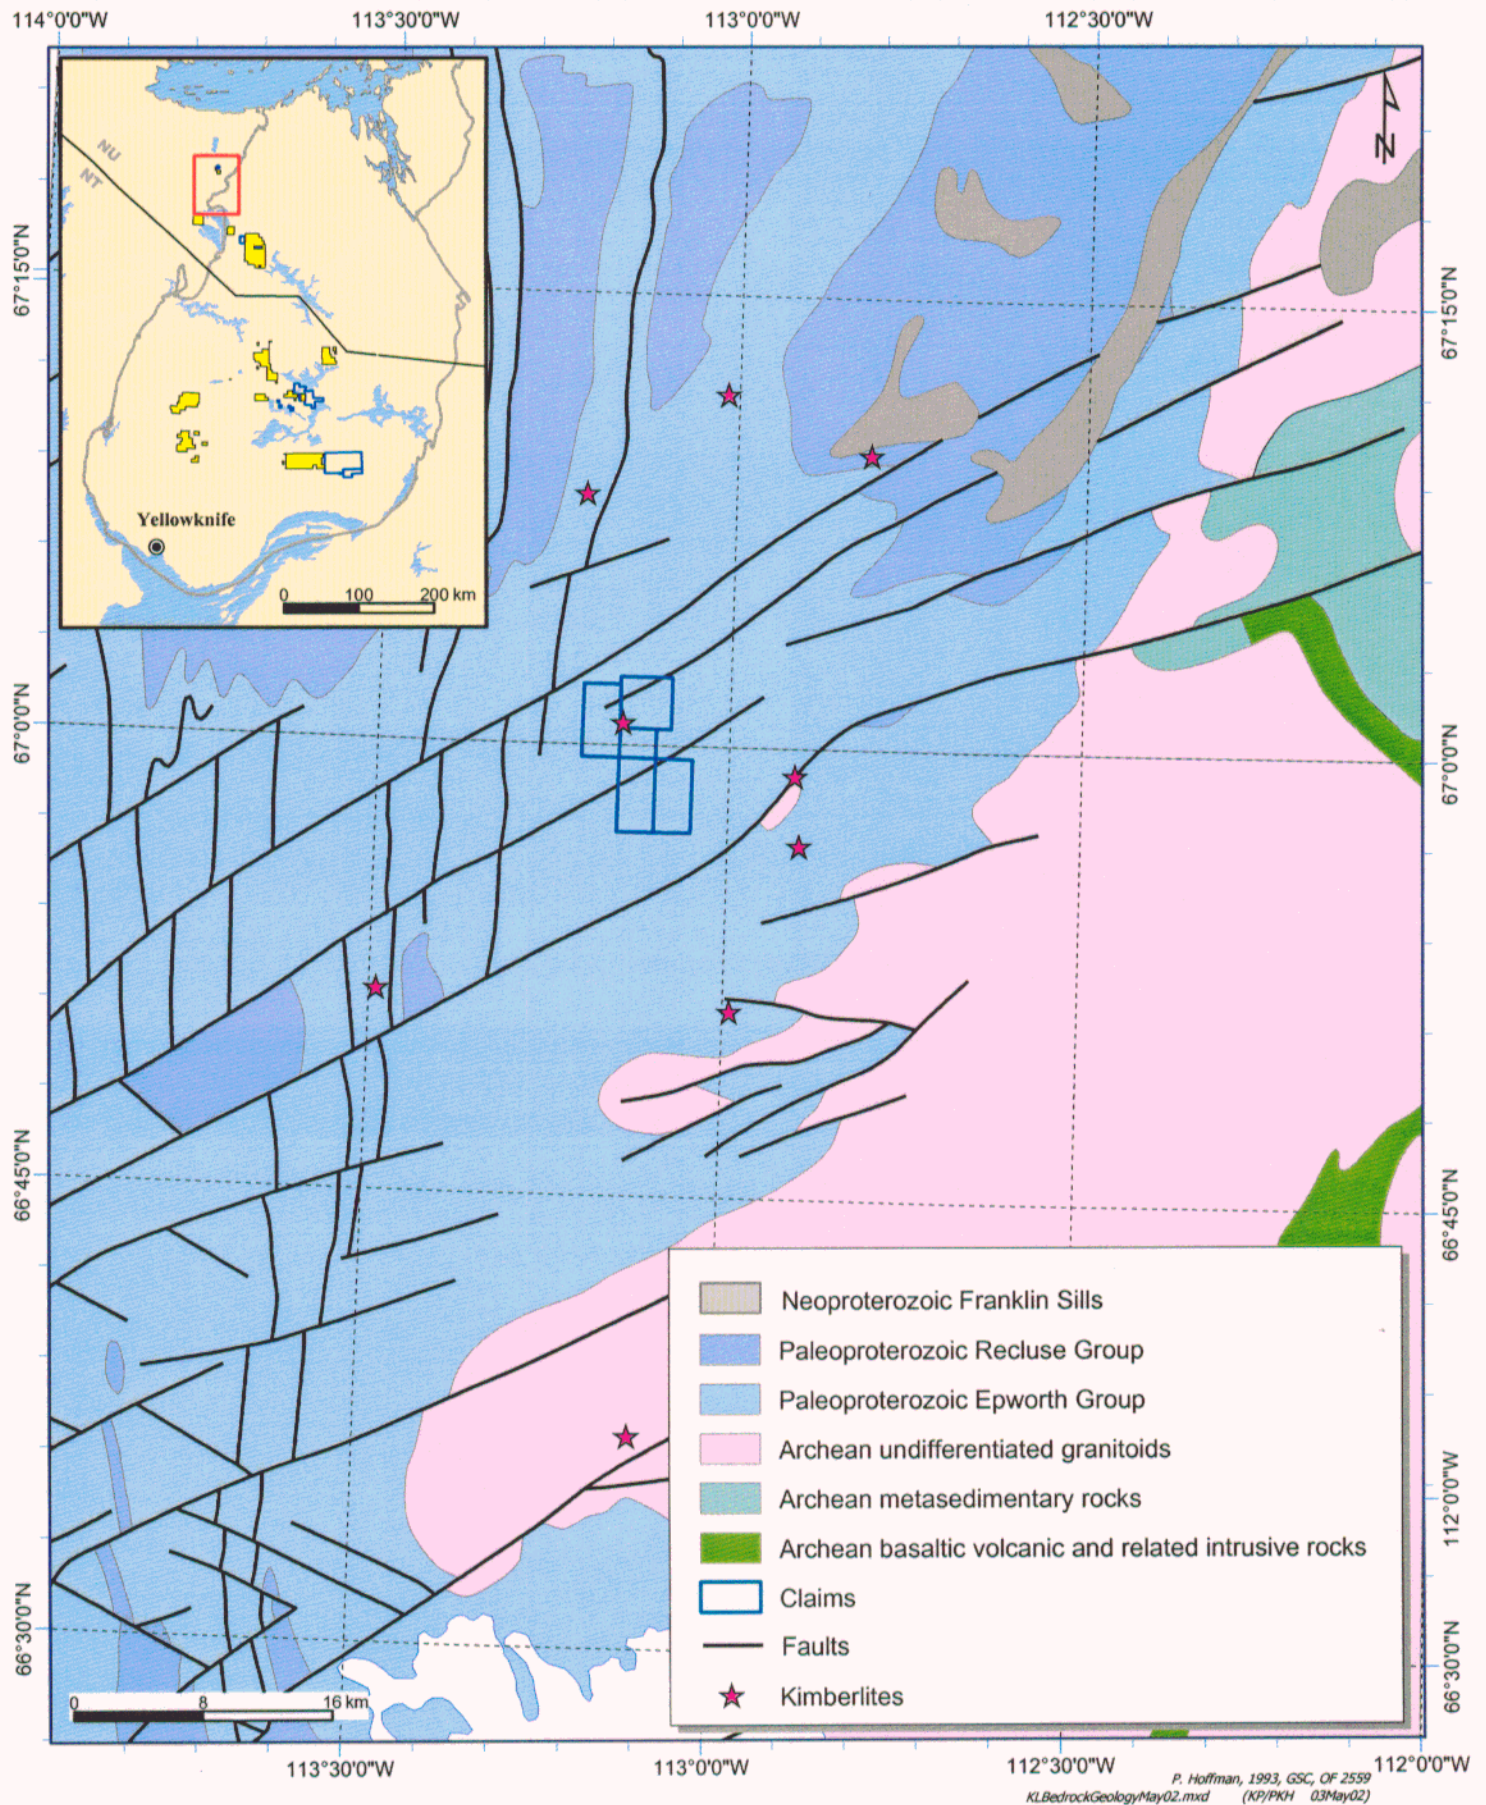 114°0'0"W 113°30'0"W 113°0'0"W 112°30'0"W
N
NU
NT
67°15'0"N
67°15'0"N
Yellowknife
0 100 200 km
67°0'0"N
67°0'0"N
66°45'0"N
66°45'0"N
Neoproterozoic Franklin Sills
Paleoproterozoic Recluse Group
Paleoproterozoic Epworth Group
Archean undifferentiated granitoids
Archean metasedimentary rocks
Archean basaltic volcanic and related intrusive rocks
Claims
Faults
Kimberlites
112°0'0"W
66°30'0"N
66°30'0"N
0 8 16 km
113°30'0"W 113°0'0"W 112°30'0"W 112°0'0"W
P. Hoffman, 1993, GSC, OF 2559
KLBedrockGeologyMay02.mxd (KP/PKH 03May02)